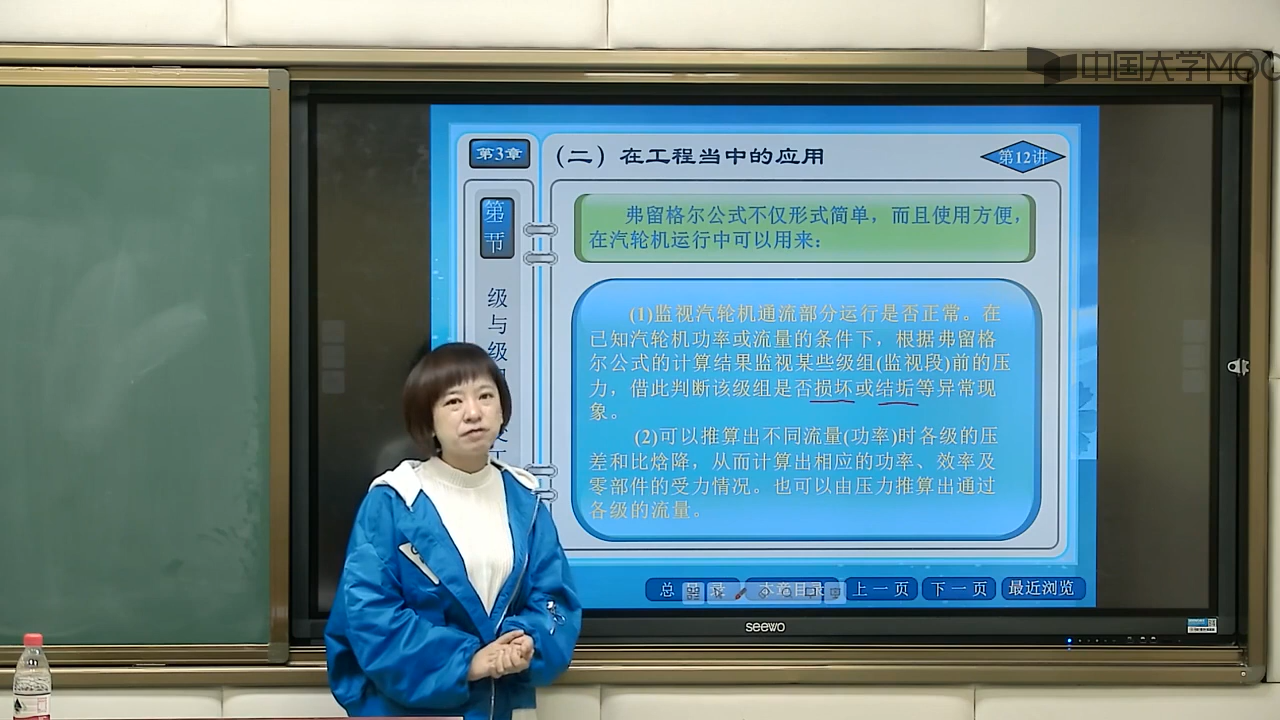 中国大学MOO
第3章
(二)在工程当中的应用
第12讲
第
节
级
与
级
弗留格尔公式不仅形式简单，而且使用方便，
在汽轮机运行中可以用来：
(1)监视汽轮机通流部分运行是否正常。在
已知汽轮机功率或流量的条件下，根据弗留格
尔公式的计算结果监视某些级组(监视段)前的压
力，借此判断该级组是否损坏或结垢等异常现
象。
(2)可以推算出不同流量(功率)时各级的压
差和比焓降，从而计算出相应的功率、效率及
零部件的受力情况。也可以由压力推算出通过
各级的流量。
总目录
本章目录
上一页
下一页
最近浏览
seewo